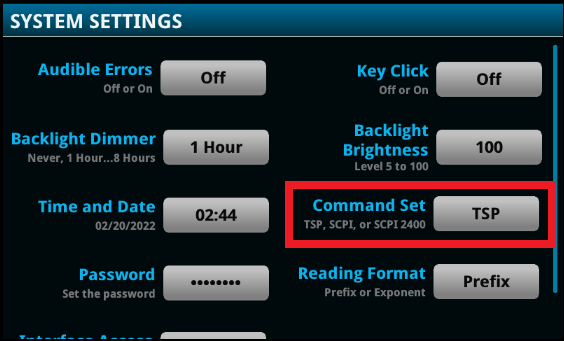 SYSTEM SETTINGS
Audible Errors
Off or On
Off
Key Click
Off or On
Off
Backlight Dimmer
Never, 1 Hour...8 Hours
1 Hour
Backlight
Brightness
Level 5 to 100
100
Time and Date
02/20/2022
02:44
Command Set
TSP, SCPI, or SCPI 2400
TSP
Password
Set the password
••••••••
Reading Format
Prefix or Exponent
Prefix
Interface Access